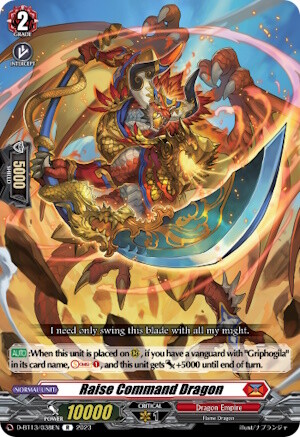 2
GRADE
INTERCEPT
5000
SHIELD
I need only swing this blade with all my might.
AUTO:When this unit is placed on R, if you have a vanguard with "Griphogila"
in its card name, CC1, and this unit gets +5000 until end of turn.
NORMAL UNIT
Raise Command Dragon
POWER
10000
CRITICAL
1
Dragon Empire
Flame Dragon
D-BT13/038EN R 2023